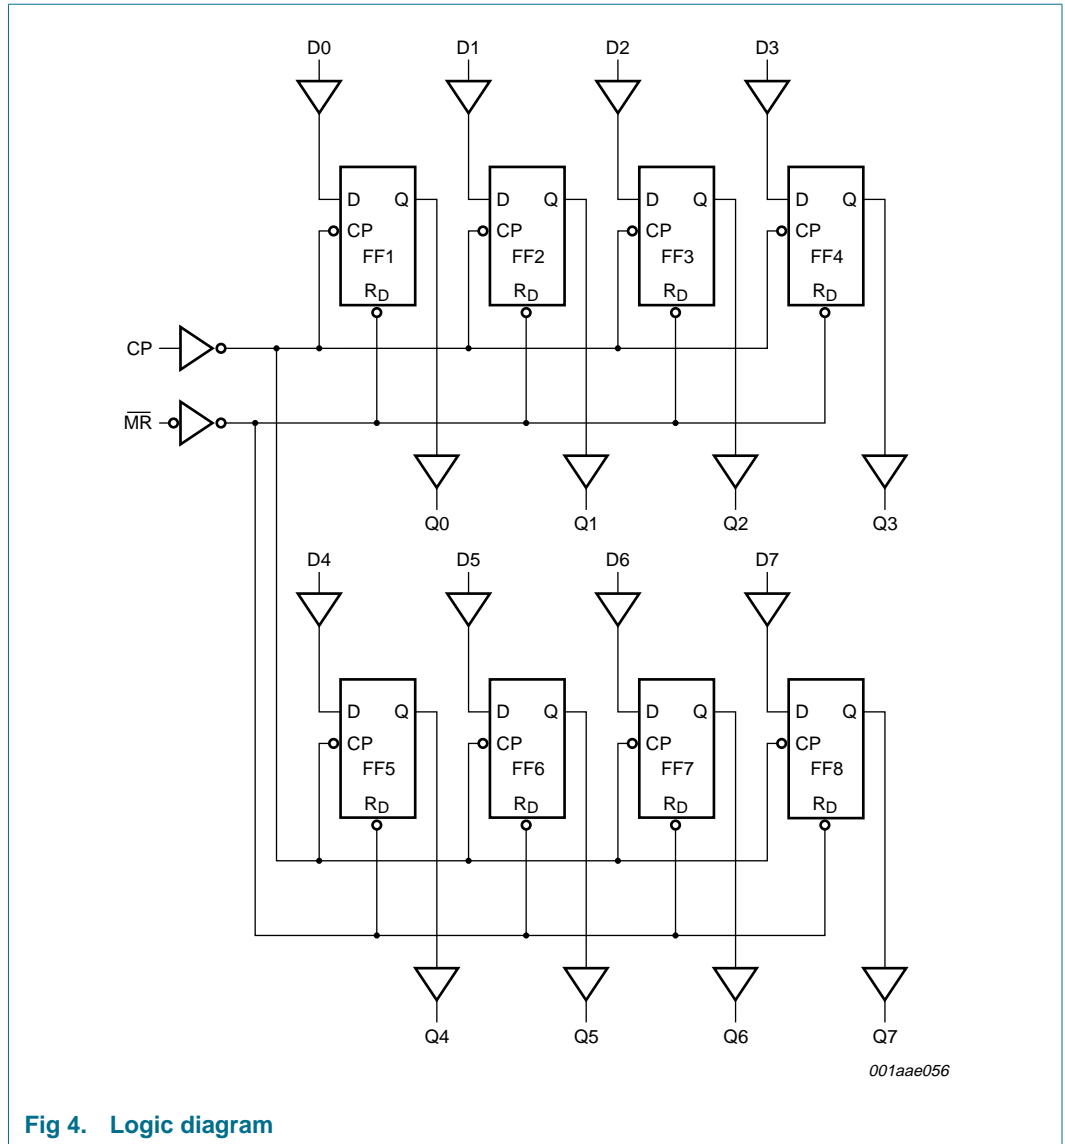 D0 D1 D2 D3
D Q D Q D Q D Q
CP CP CP CP
FF1 FF2 FF3 FF4
RD RD RD RD
CP
MR
Q0 Q1 Q2 Q3
D4 D5 D6 D7
D Q D Q D Q D Q
CP CP CP CP
FF5 FF6 FF7 FF8
RD RD RD RD
Q4 Q5 Q6 Q7
001aae056
Fig 4. Logic diagram